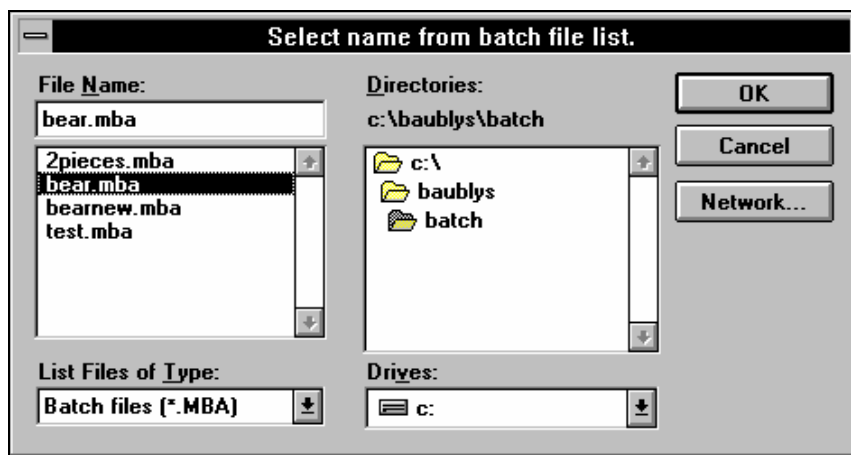 Select name from batch file list.
File Name:
bear.mba
2pieces.mba
bear.mba
bearnew.mba
test.mba
List Files of Type:
Batch files (*.MBA)
Directories:
c:\baublys\batch
c:\
baublys
batch
Drives:
c:
OK
Cancel
Network...